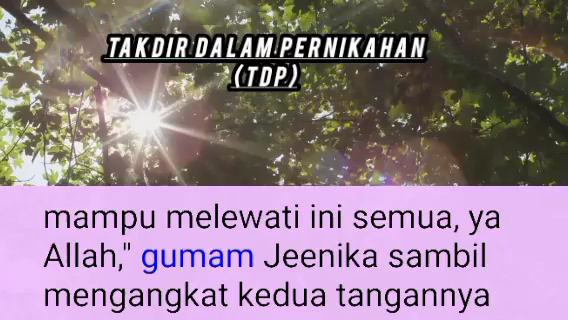 TAKDIR DALAM PERNIKAHAN
(TDP)
mampu melewati ini semua, ya
Allah," gumam Jeenika sambil
mengangkat kedua tangannya